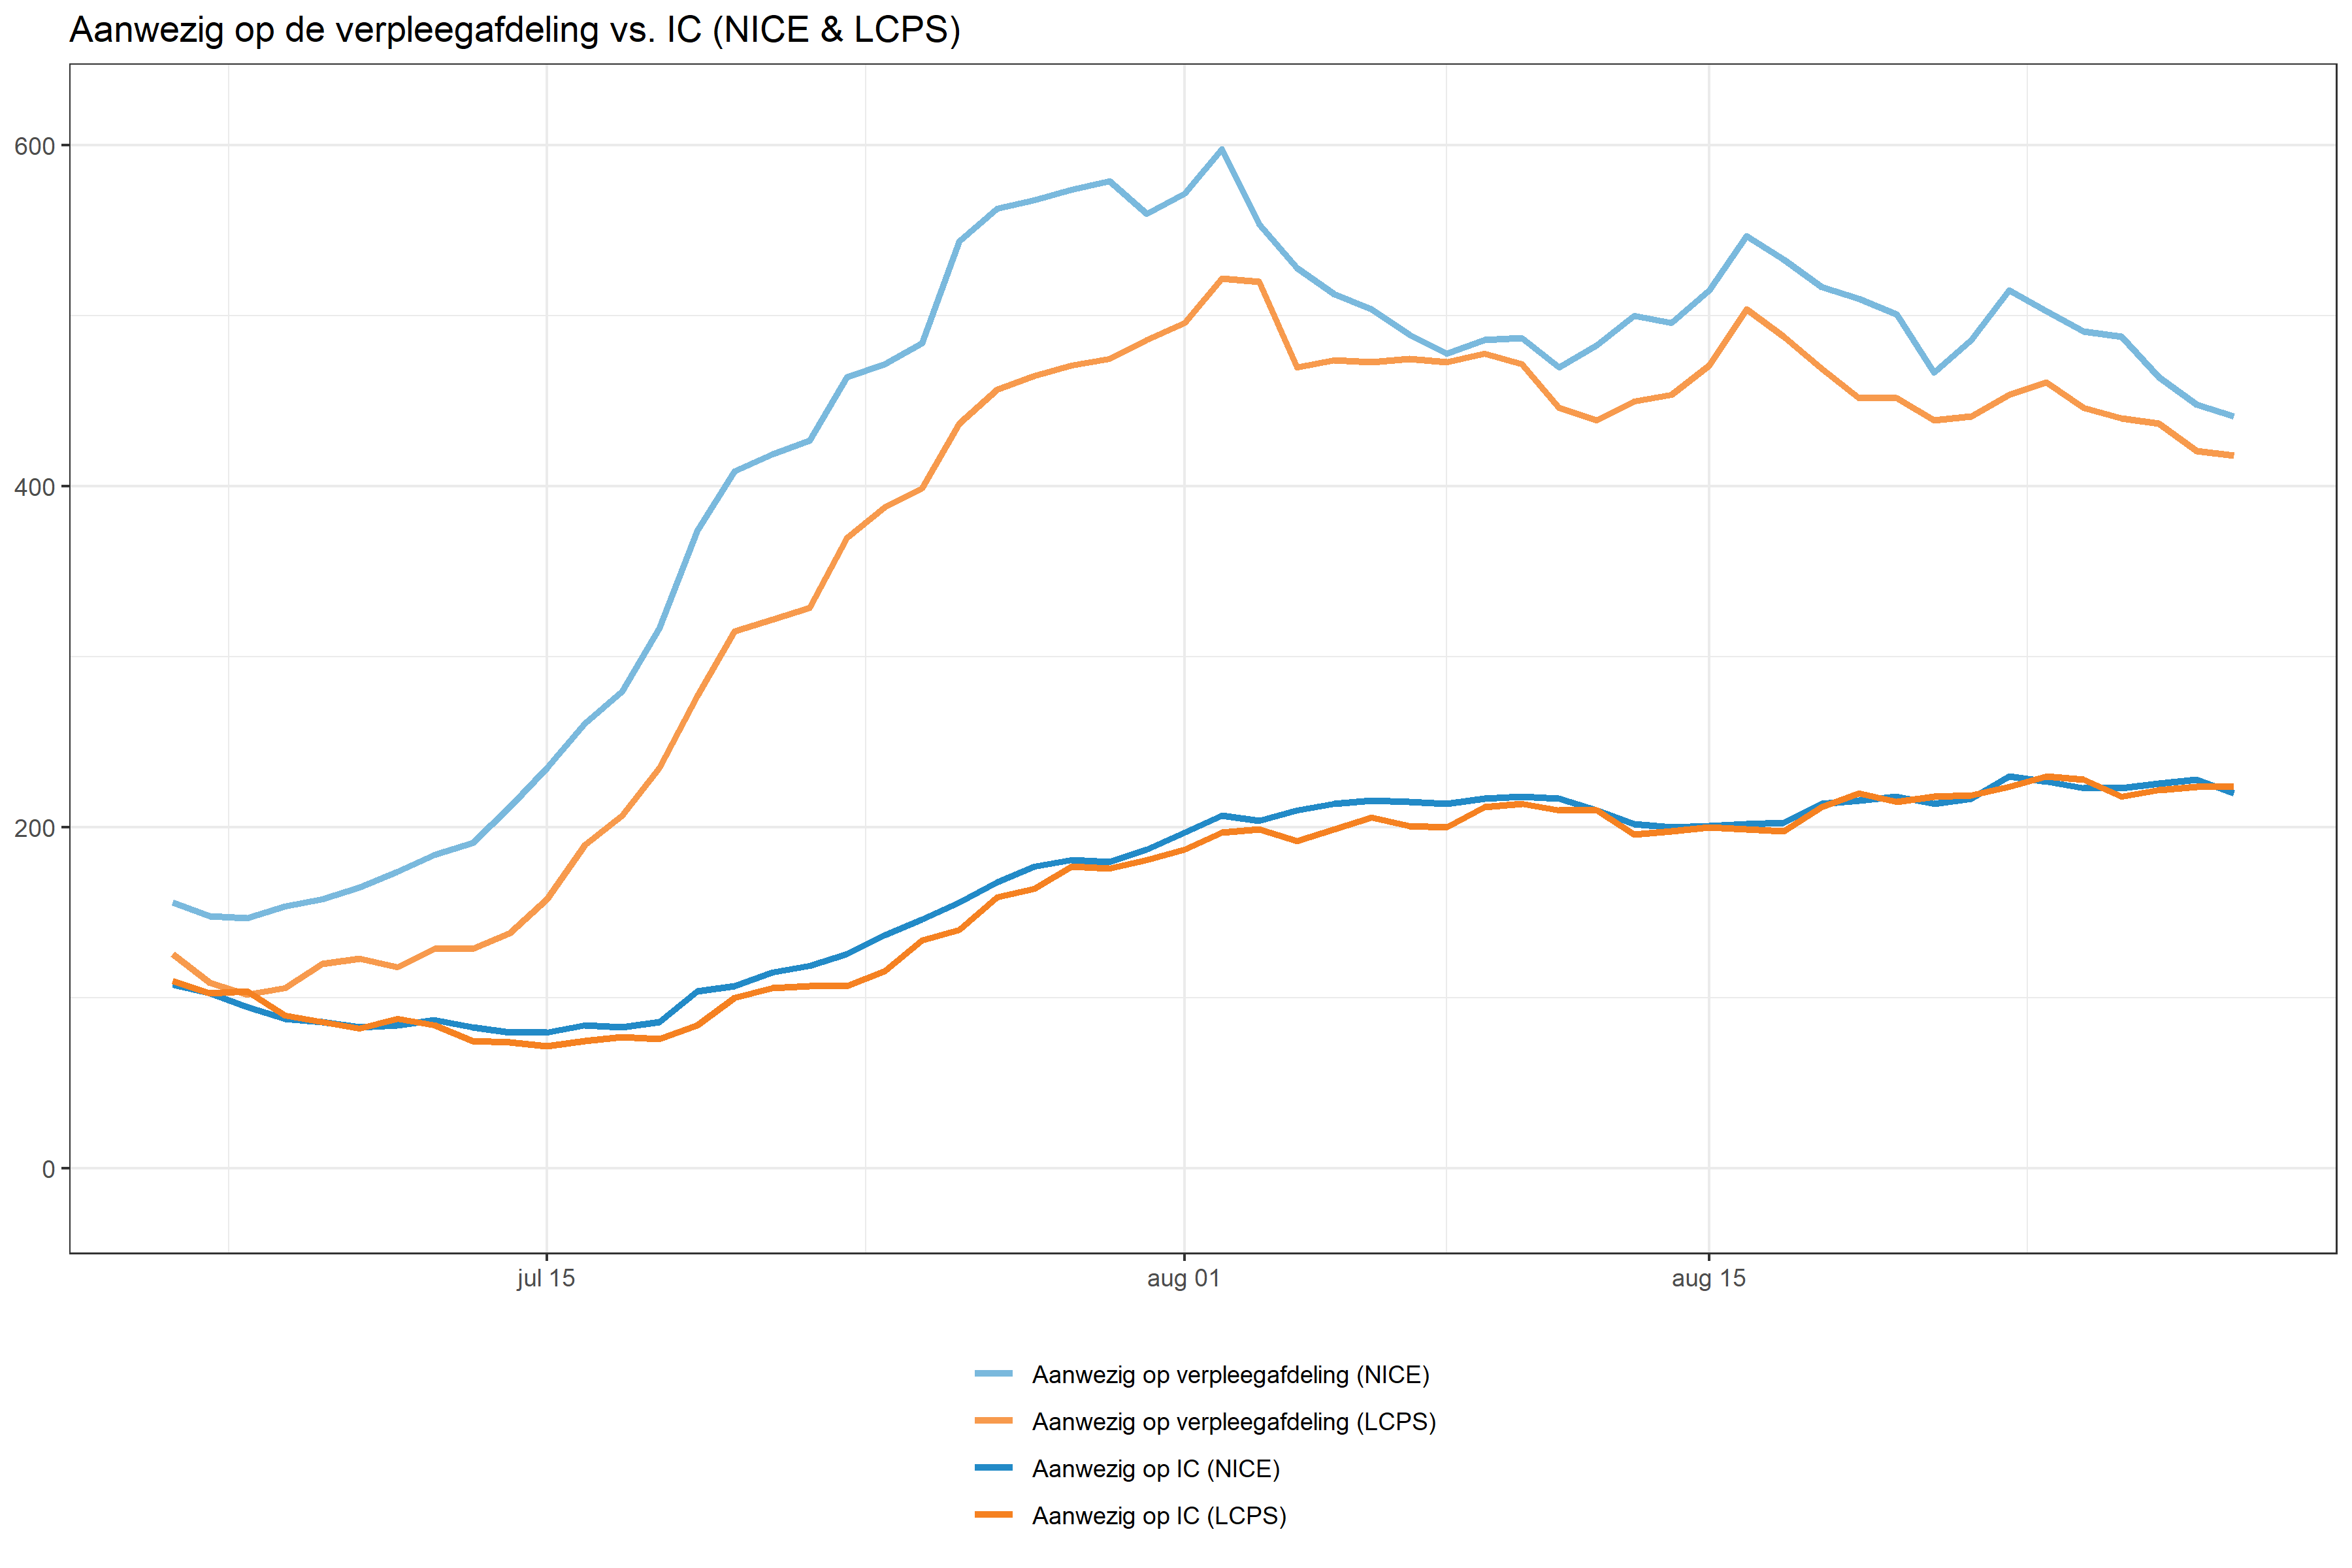 Aanwezig op de verpleegafdeling vs. IC (NICE & LCPS)
600
400
200
0
jul 15
aug 01
aug 15
Aanwezig op verpleegafdeling (NICE)
Aanwezig op verpleegafdeling (LCPS)
Aanwezig op IC (NICE)
Aanwezig op IC (LCPS)